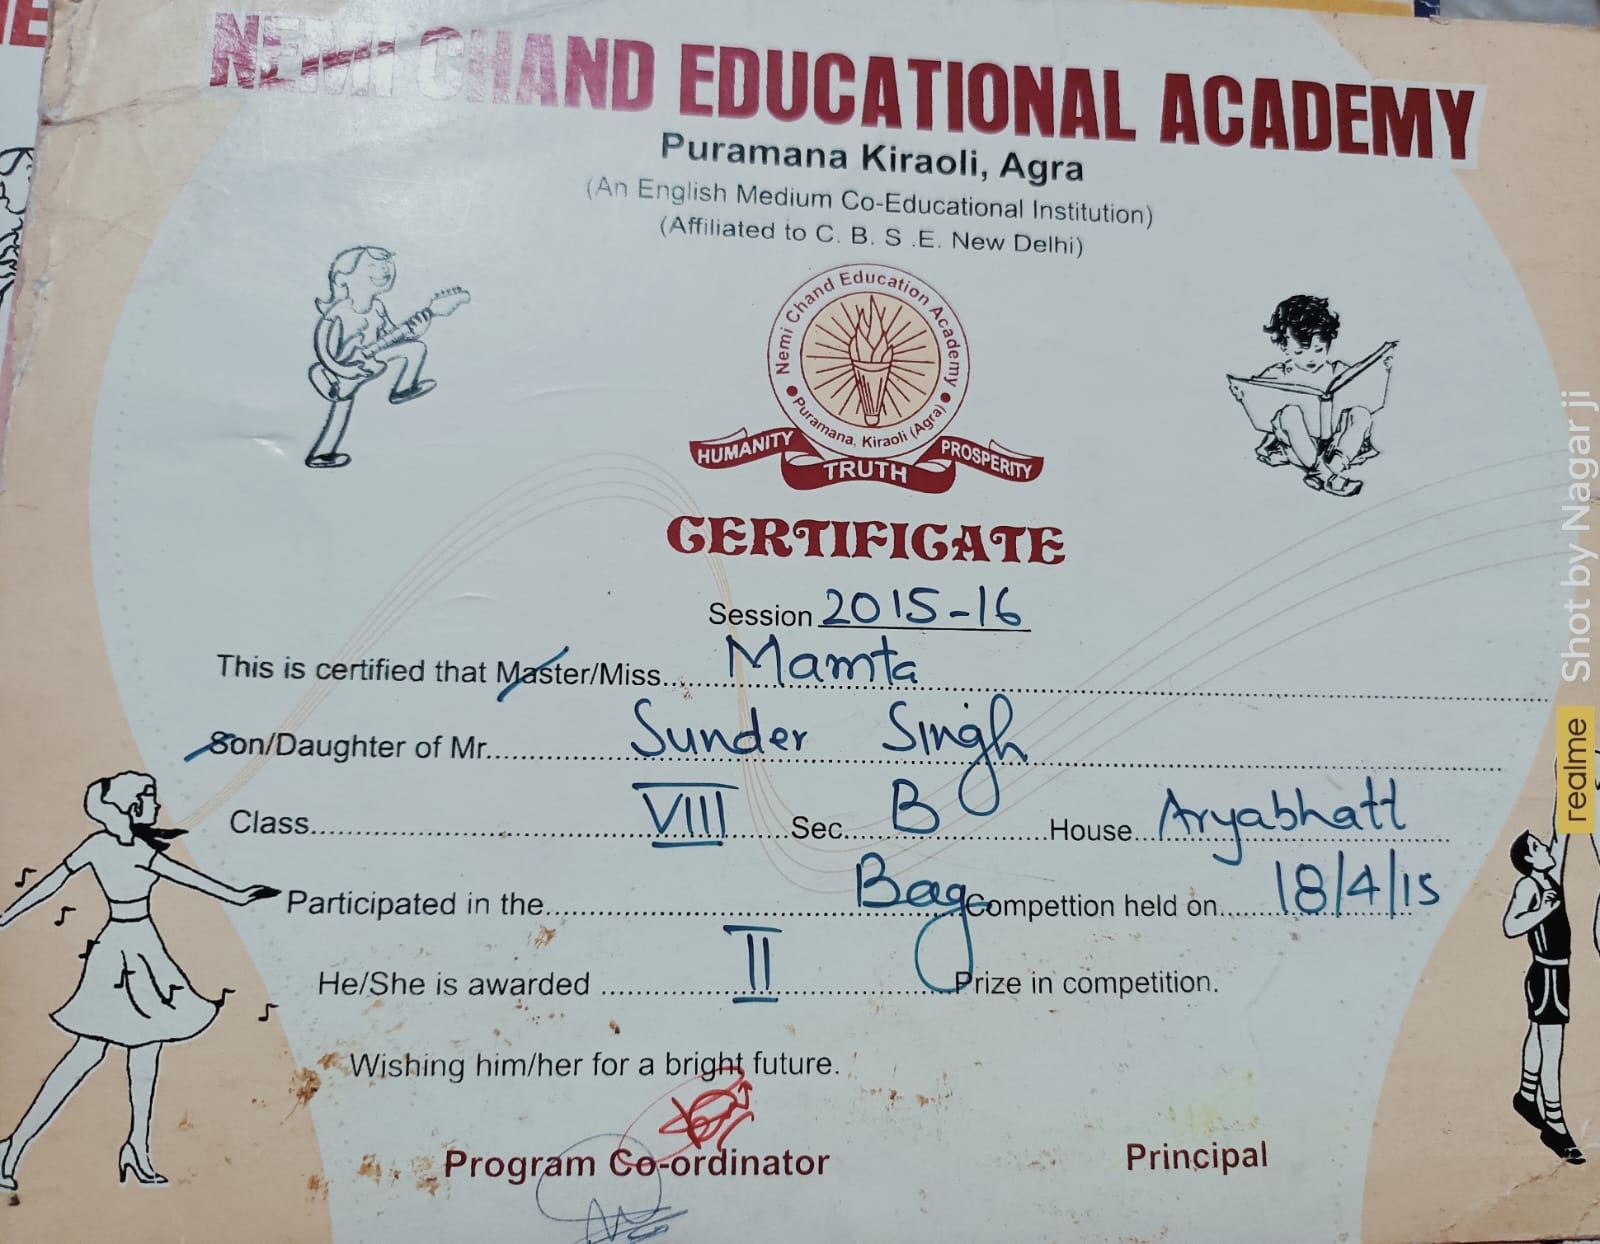 NEMI CHAND EDUCATIONAL ACADEMY
Puramana Kiraoli, Agra
(An English Medium Co-Educational Institution)
(Affiliated to C. B. S .E. New Delhi)
Nemi Chand Education Academy
Puramana, Kiraoli (Agra)
HUMANITY TRUTH PROSPERITY
CERTIFICATE
Session 2015-16
This is certified that Master/Miss.... Mamta
Son/Daughter of Mr.... Sunder Singh
Class.... VIII Sec.... B House... Aryabhatt
Participated in the.... Bag Compettion held on.... 18/4/15
He/She is awarded .... II Prize in competition.
Wishing him/her for a bright future.
Program Co-ordinator Principal
realme Shot by Nagar ji